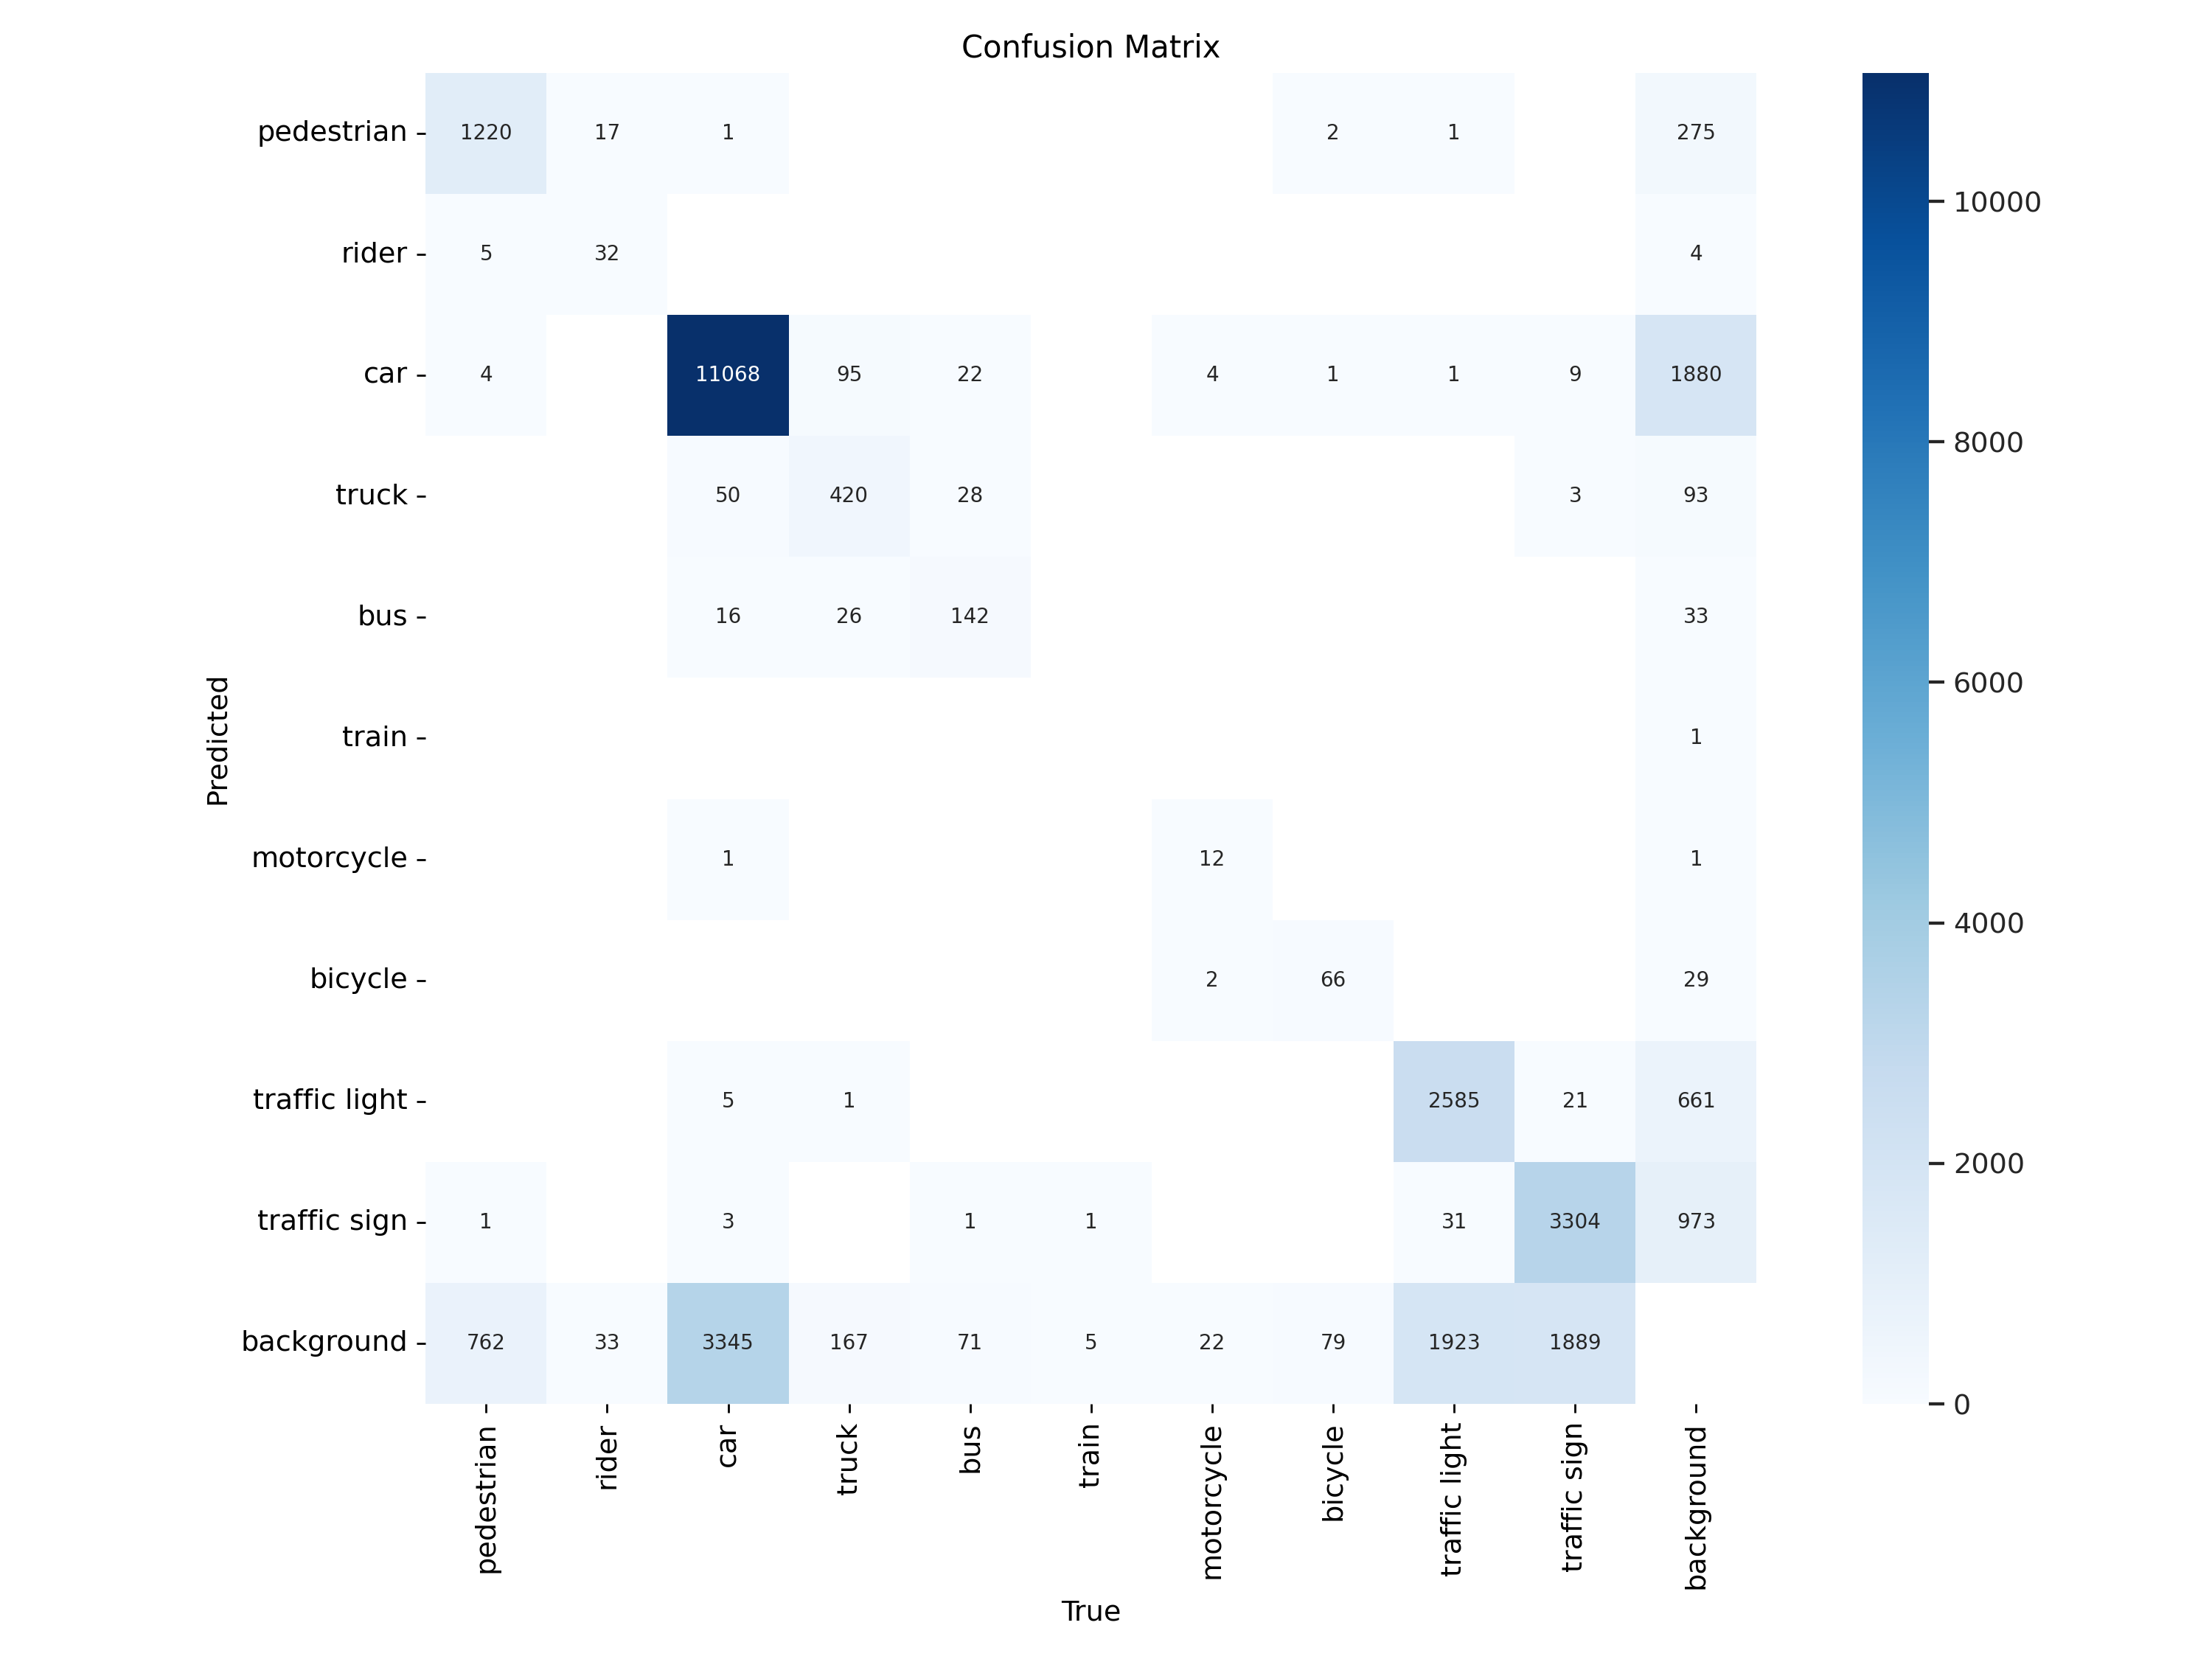 Confusion Matrix
pedestrian 1220 17 1 2 1 275
rider 5 32 4
car 4 11068 95 22 4 1 1 9 1880
truck 50 420 28 3 93
bus 16 26 142 33
train 1
motorcycle 1 12 1
bicycle 2 66 29
traffic light 5 1 2585 21 661
traffic sign 1 3 1 1 31 3304 973
background 762 33 3345 167 71 5 22 79 1923 1889
Predicted
pedestrian
rider
car
truck
bus
train
motorcycle
bicycle
traffic light
traffic sign
background
True
10000
8000
6000
4000
2000
0